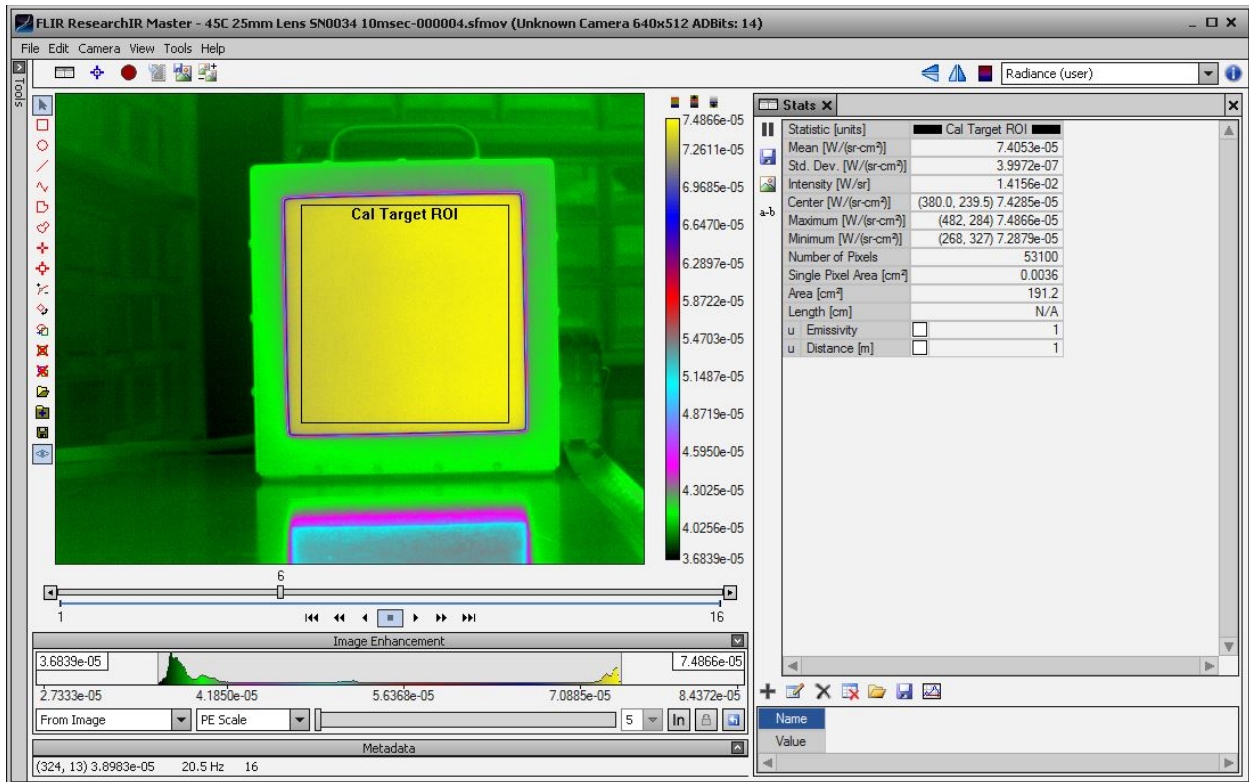 FLIR ResearchIR Master - 45C 25mm Lens SN0034 10msec-000004.sfmov (Unknown Camera 640x512 ADBits: 14)
File Edit Camera View Tools Help
Tools
Radiance (user)
Cal Target ROI
7.4866e-05
7.2611e-05
6.9685e-05
6.6470e-05
6.2897e-05
5.8722e-05
5.4703e-05
5.1487e-05
4.8719e-05
4.5950e-05
4.3025e-05
4.0256e-05
3.6839e-05
a-b
6
1 16
Image Enhancement
3.6839e-05 7.4866e-05
2.7333e-05 4.1850e-05 5.6368e-05 7.0885e-05 8.4372e-05
From Image PE Scale 5 ln
Metadata
(324, 13) 3.8983e-05 20.5 Hz 16
Stats
Statistic [units] Cal Target ROI
Mean [W/(sr-cm²)] 7.4053e-05
Std. Dev. [W/(sr-cm²)] 3.9972e-07
Intensity [W/sr] 1.4156e-02
Center [W/(sr-cm²)] (380.0, 239.5) 7.4285e-05
Maximum [W/(sr-cm²)] (482, 284) 7.4866e-05
Minimum [W/(sr-cm²)] (268, 327) 7.2879e-05
Number of Pixels 53100
Single Pixel Area [cm²] 0.0036
Area [cm²] 191.2
Length [cm] N/A
u Emissivity 1
u Distance [m] 1
Name
Value